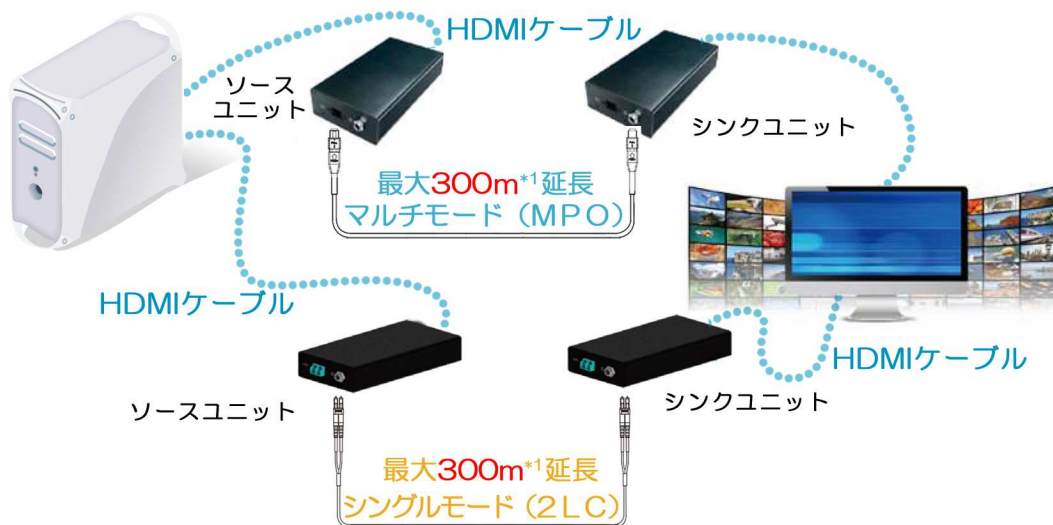 HDMIケーブル
ソース
ユニット
シンクユニット
最大300m*1延長
マルチモード（MPO）
HDMIケーブル
HDMIケーブル
ソースユニット
シンクユニット
最大300m*1延長
シングルモード（2LC）